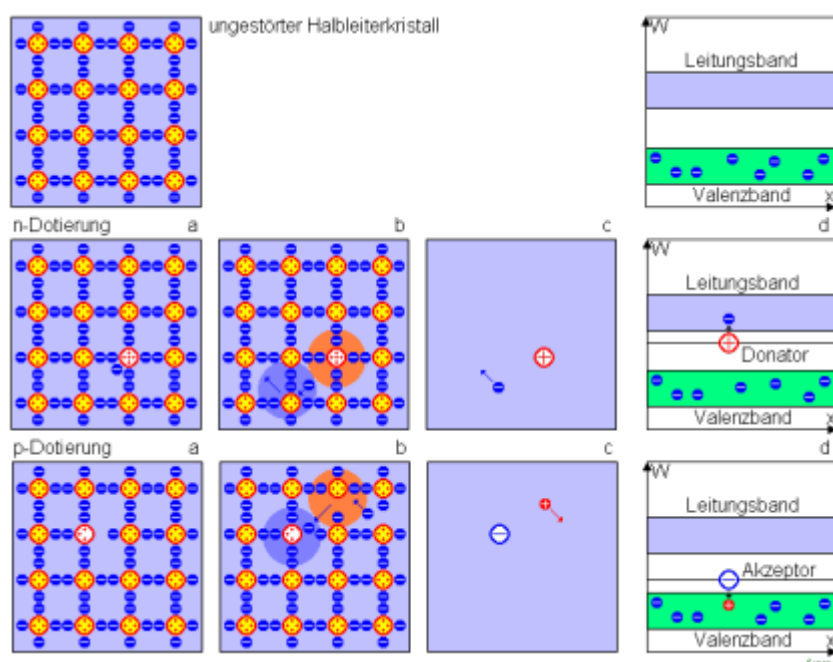 ungestörter Halbleiterkristall
W
Leitungsband
Valenzband
x
n-Dotierung
a
b
c
d
W
Leitungsband
Donator
Valenzband
x
p-Dotierung
a
b
c
d
W
Leitungsband
Akzeptor
Valenzband
x